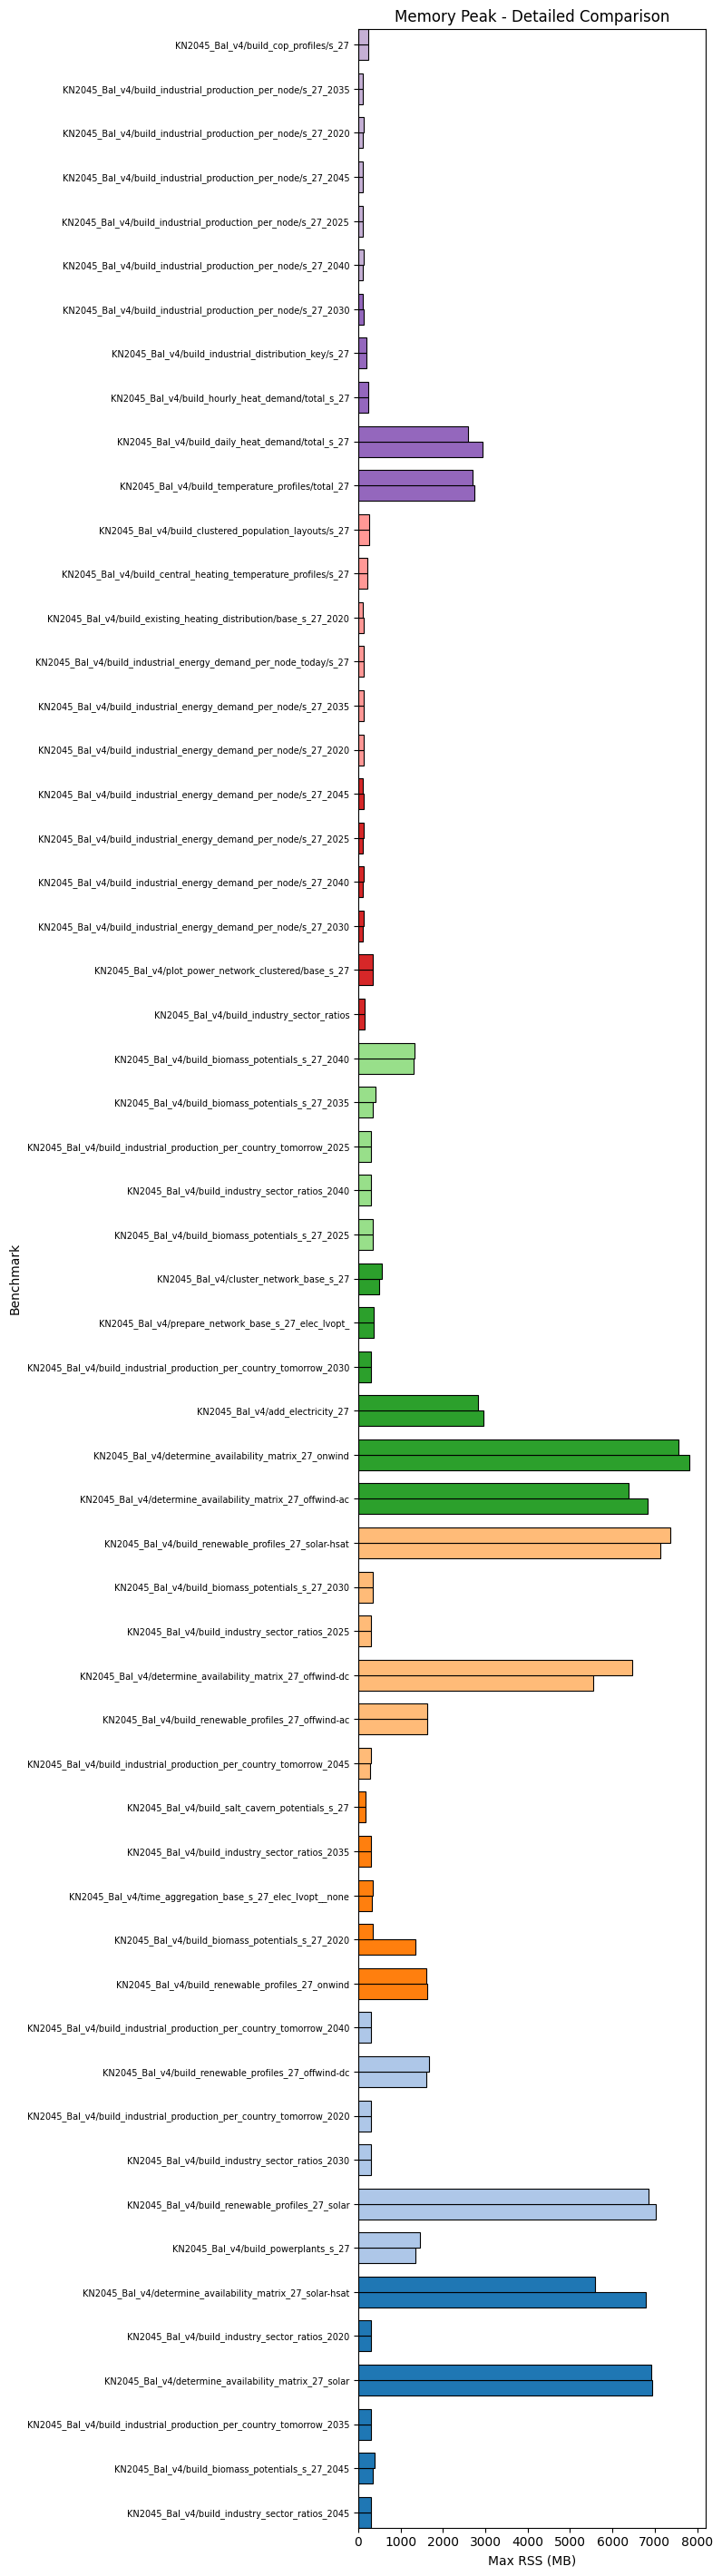 Memory Peak - Detailed Comparison
KN2045_Bal_v4/build_cop_profiles/s_27
KN2045_Bal_v4/build_industrial_production_per_node/s_27_2035
KN2045_Bal_v4/build_industrial_production_per_node/s_27_2020
KN2045_Bal_v4/build_industrial_production_per_node/s_27_2045
KN2045_Bal_v4/build_industrial_production_per_node/s_27_2025
KN2045_Bal_v4/build_industrial_production_per_node/s_27_2040
KN2045_Bal_v4/build_industrial_production_per_node/s_27_2030
KN2045_Bal_v4/build_industrial_distribution_key/s_27
KN2045_Bal_v4/build_hourly_heat_demand/total_s_27
KN2045_Bal_v4/build_daily_heat_demand/total_s_27
KN2045_Bal_v4/build_temperature_profiles/total_27
KN2045_Bal_v4/build_clustered_population_layouts/s_27
KN2045_Bal_v4/build_central_heating_temperature_profiles/s_27
KN2045_Bal_v4/build_existing_heating_distribution/base_s_27_2020
KN2045_Bal_v4/build_industrial_energy_demand_per_node_today/s_27
KN2045_Bal_v4/build_industrial_energy_demand_per_node/s_27_2035
KN2045_Bal_v4/build_industrial_energy_demand_per_node/s_27_2020
KN2045_Bal_v4/build_industrial_energy_demand_per_node/s_27_2045
KN2045_Bal_v4/build_industrial_energy_demand_per_node/s_27_2025
KN2045_Bal_v4/build_industrial_energy_demand_per_node/s_27_2040
KN2045_Bal_v4/build_industrial_energy_demand_per_node/s_27_2030
KN2045_Bal_v4/plot_power_network_clustered/base_s_27
KN2045_Bal_v4/build_industry_sector_ratios
KN2045_Bal_v4/build_biomass_potentials_s_27_2040
KN2045_Bal_v4/build_biomass_potentials_s_27_2035
KN2045_Bal_v4/build_industrial_production_per_country_tomorrow_2025
KN2045_Bal_v4/build_industry_sector_ratios_2040
KN2045_Bal_v4/build_biomass_potentials_s_27_2025
KN2045_Bal_v4/cluster_network_base_s_27
KN2045_Bal_v4/prepare_network_base_s_27_elec_lvopt_
KN2045_Bal_v4/build_industrial_production_per_country_tomorrow_2030
KN2045_Bal_v4/add_electricity_27
KN2045_Bal_v4/determine_availability_matrix_27_onwind
KN2045_Bal_v4/determine_availability_matrix_27_offwind-ac
KN2045_Bal_v4/build_renewable_profiles_27_solar-hsat
KN2045_Bal_v4/build_biomass_potentials_s_27_2030
KN2045_Bal_v4/build_industry_sector_ratios_2025
KN2045_Bal_v4/determine_availability_matrix_27_offwind-dc
KN2045_Bal_v4/build_renewable_profiles_27_offwind-ac
KN2045_Bal_v4/build_industrial_production_per_country_tomorrow_2045
KN2045_Bal_v4/build_salt_cavern_potentials_s_27
KN2045_Bal_v4/build_industry_sector_ratios_2035
KN2045_Bal_v4/time_aggregation_base_s_27_elec_lvopt__none
KN2045_Bal_v4/build_biomass_potentials_s_27_2020
KN2045_Bal_v4/build_renewable_profiles_27_onwind
KN2045_Bal_v4/build_industrial_production_per_country_tomorrow_2040
KN2045_Bal_v4/build_renewable_profiles_27_offwind-dc
KN2045_Bal_v4/build_industrial_production_per_country_tomorrow_2020
KN2045_Bal_v4/build_industry_sector_ratios_2030
KN2045_Bal_v4/build_renewable_profiles_27_solar
KN2045_Bal_v4/build_powerplants_s_27
KN2045_Bal_v4/determine_availability_matrix_27_solar-hsat
KN2045_Bal_v4/build_industry_sector_ratios_2020
KN2045_Bal_v4/determine_availability_matrix_27_solar
KN2045_Bal_v4/build_industrial_production_per_country_tomorrow_2035
KN2045_Bal_v4/build_biomass_potentials_s_27_2045
KN2045_Bal_v4/build_industry_sector_ratios_2045
Benchmark
0 1000 2000 3000 4000 5000 6000 7000 8000
Max RSS (MB)